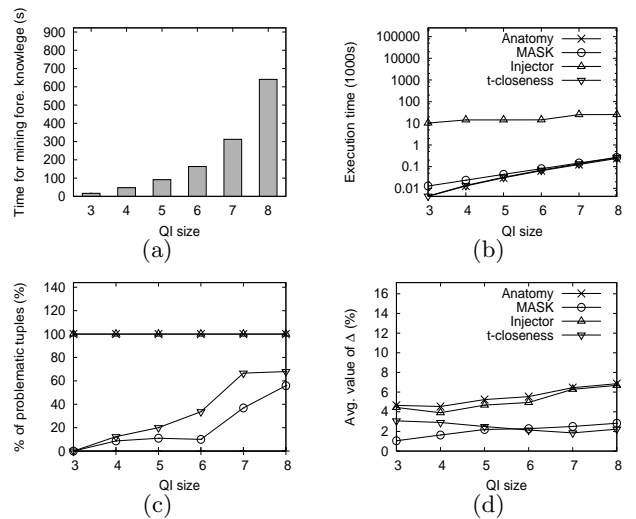 Time for mining fore. knowlege (s)
900
800
700
600
500
400
300
200
100
0
3 4 5 6 7 8
QI size
(a)
Execution time (1000s)
100000
10000
1000
100
10
1
0.1
0.01
Anatomy
MASK
Injector
t-closeness
3 4 5 6 7 8
QI size
(b)
% of problematic tuples (%)
140
120
100
80
60
40
20
0
3 4 5 6 7 8
QI size
(c)
Avg. value of Δ (%)
16
14
12
10
8
6
4
2
0
Anatomy
MASK
Injector
t-closeness
3 4 5 6 7 8
QI size
(d)